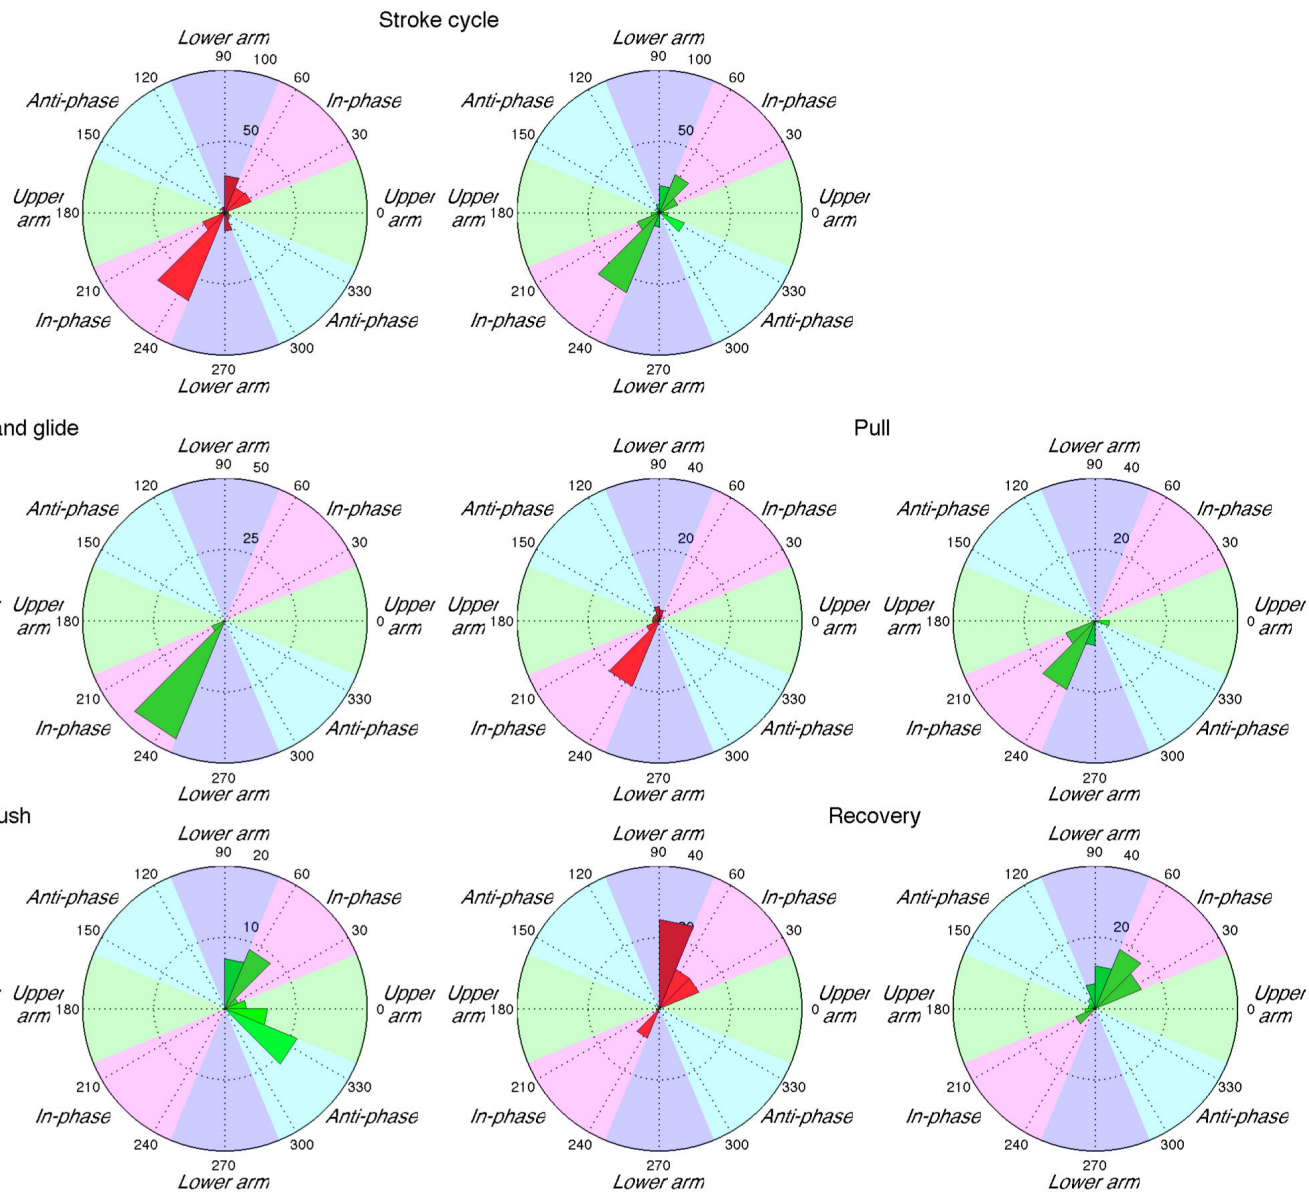 Stroke cycle
Lower arm
90 100
120 60
Anti-phase In-phase
150 50 30
Upper
arm 180
0 Upper
arm
210 330
In-phase Anti-phase
240 300
270
Lower arm
Lower arm
90 100
120 60
Anti-phase In-phase
150 50 30
Upper
arm 180
0 Upper
arm
210 330
In-phase Anti-phase
240 300
270
Lower arm
and glide
Lower arm
90 50
120 60
Anti-phase In-phase
150 25 30
Upper
arm 180
0 Upper
arm
210 330
In-phase Anti-phase
240 300
270
Lower arm
Lower arm
90 40
120 60
Anti-phase In-phase
150 20 30
Upper
arm 180
0 Upper
arm
210 330
In-phase Anti-phase
240 300
270
Lower arm
Pull
Lower arm
90 40
120 60
Anti-phase In-phase
150 20 30
Upper
arm 180
0 Upper
arm
210 330
In-phase Anti-phase
240 300
270
Lower arm
ush
Lower arm
90 20
120 60
Anti-phase In-phase
150 10 30
Upper
arm 180
0 Upper
arm
210 330
In-phase Anti-phase
240 300
270
Lower arm
Lower arm
90 40
120 60
Anti-phase In-phase
150 20 30
Upper
arm 180
0 Upper
arm
210 330
In-phase Anti-phase
240 300
270
Lower arm
Recovery
Lower arm
90 40
120 60
Anti-phase In-phase
150 20 30
Upper
arm 180
0 Upper
arm
210 330
In-phase Anti-phase
240 300
270
Lower arm